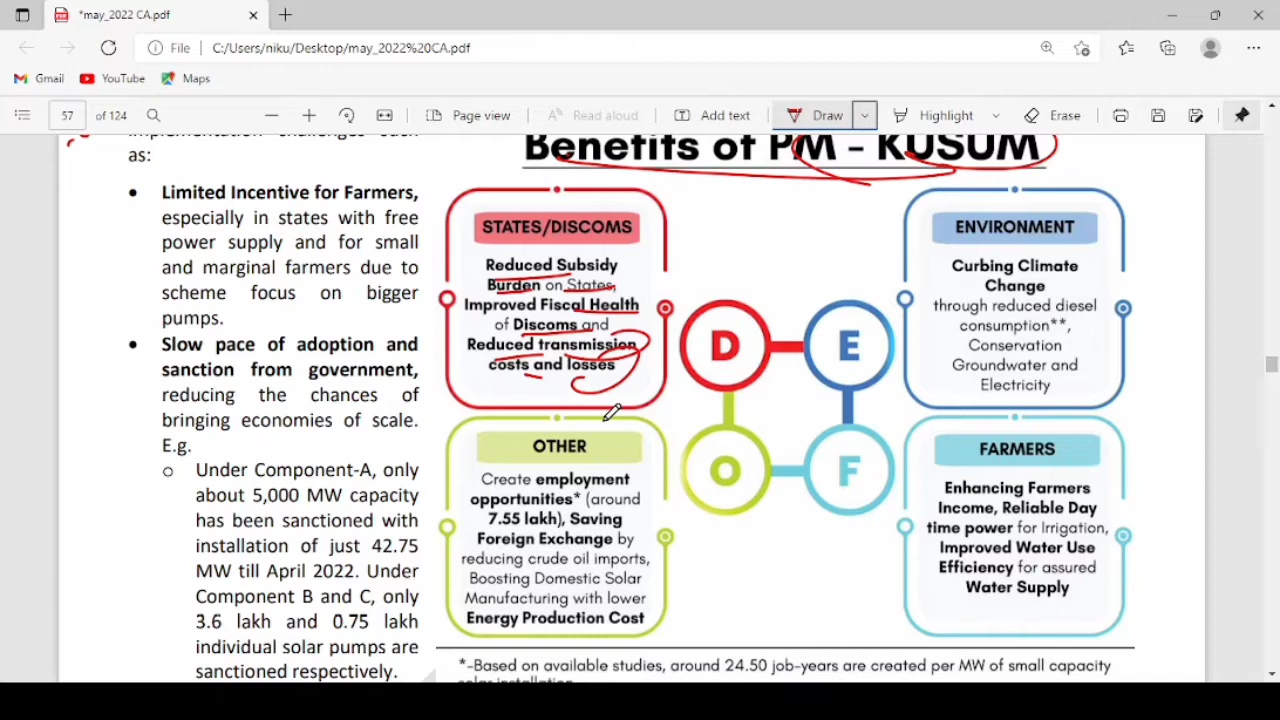 *may_2022 CA.pdf
File
C:/Users/niku/Desktop/may_2022%20CA.pdf
Gmail
YouTube
Maps
57
of 124
Page view
Read aloud
Add text
Draw
Highlight
Erase
implementation challenges such
as:
• Limited Incentive for Farmers,
especially in states with free
power supply and for small
and marginal farmers due to
scheme focus on bigger
pumps.
• Slow pace of adoption and
sanction from government,
reducing the chances of
bringing economies of scale.
E.g.
o Under Component-A, only
about 5,000 MW capacity
has been sanctioned with
installation of just 42.75
MW till April 2022. Under
Component B and C, only
3.6 lakh and 0.75 lakh
individual solar pumps are
sanctioned respectively.
Benefits of PM - KUSUM
STATES/DISCOMS
Reduced Subsidy
Burden on States,
Improved Fiscal Health
of Discoms and
Reduced transmission
costs and losses
ENVIRONMENT
Curbing Climate
Change
through reduced diesel
consumption**,
Conservation
Groundwater and
Electricity
D
E
O
F
OTHER
Create employment
opportunities* (around
7.55 lakh), Saving
Foreign Exchange by
reducing crude oil imports,
Boosting Domestic Solar
Manufacturing with lower
Energy Production Cost
FARMERS
Enhancing Farmers
Income, Reliable Day
time power for Irrigation,
Improved Water Use
Efficiency for assured
Water Supply
*-Based on available studies, around 24.50 job-years are created per MW of small capacity
solar installation